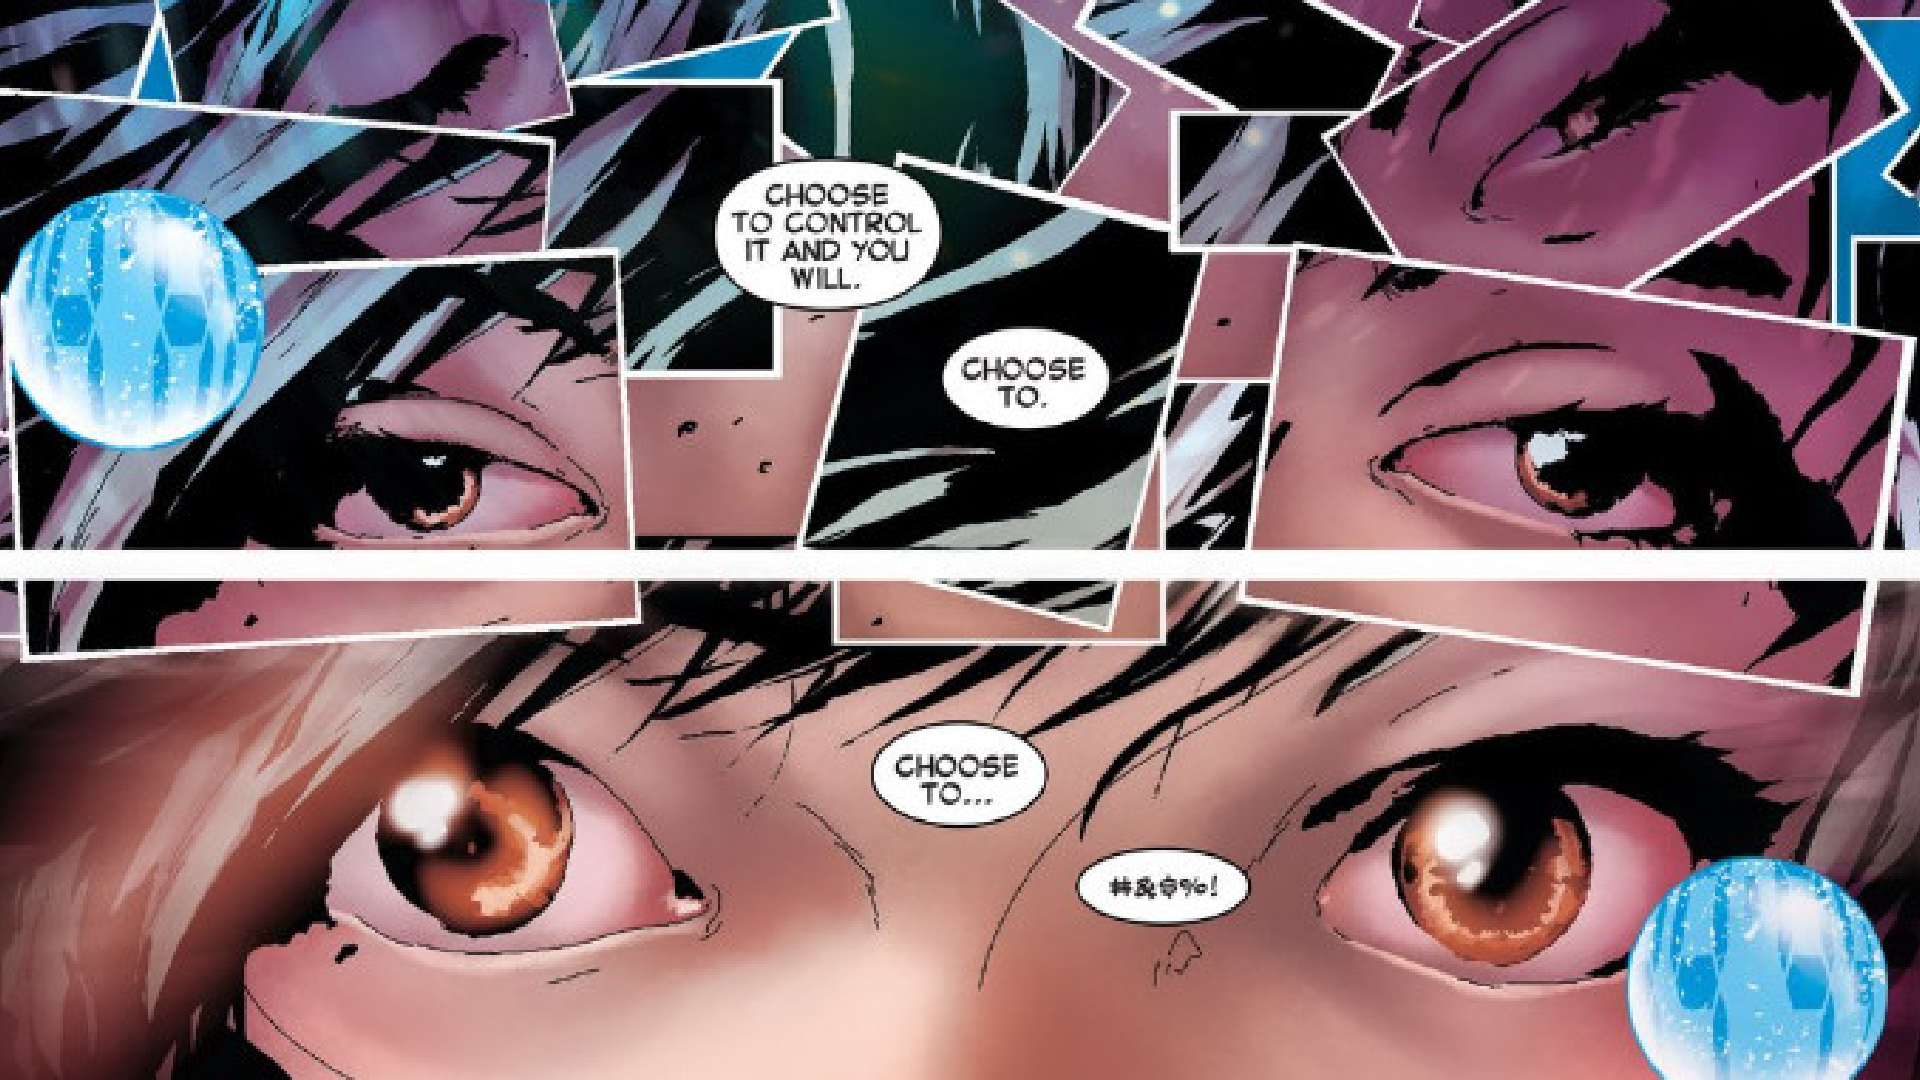 CHOOSE
TO CONTROL
IT AND YOU
WILL.
CHOOSE
TO.
CHOOSE
TO...
#&@%!